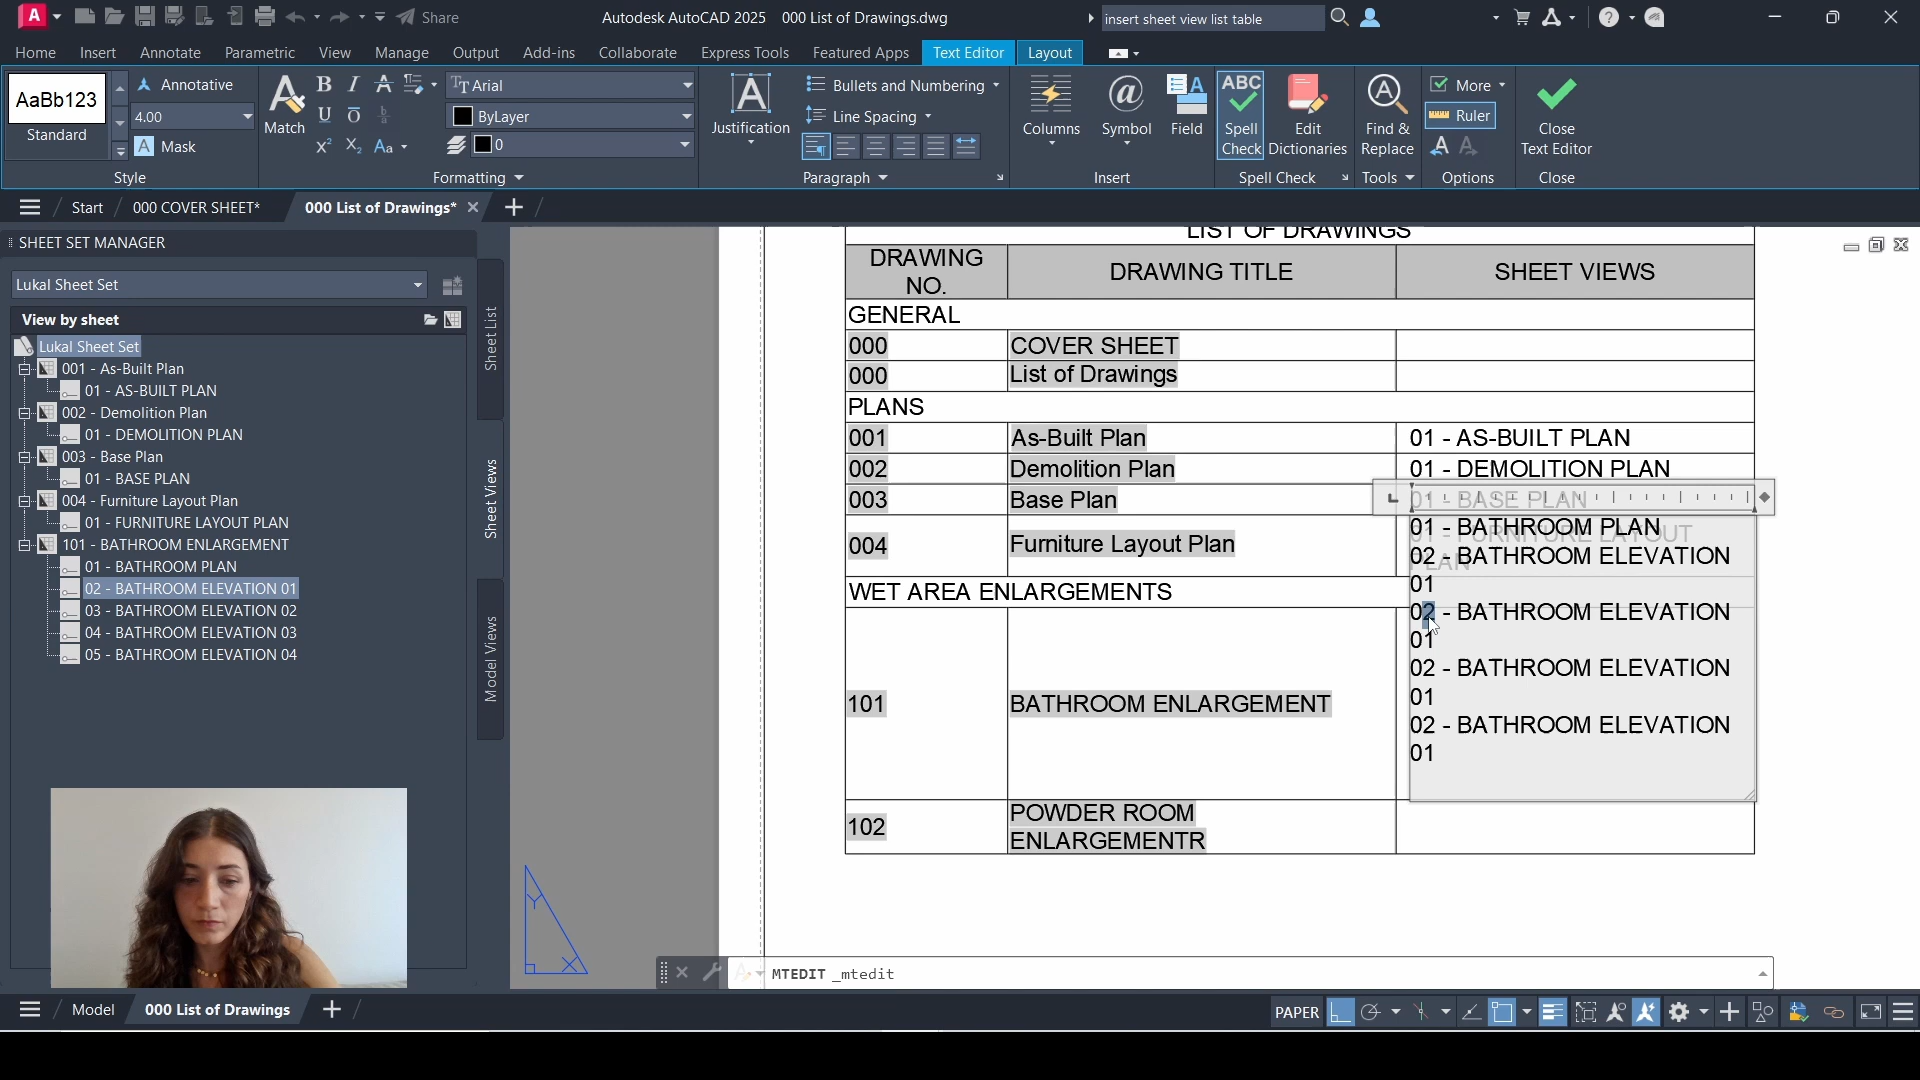 Share
Autodesk AutoCAD 2025 000 List of Drawings.dwg
insert sheet view list table
Home Insert Annotate Parametric View Manage Output Add-ins Collaborate Express Tools Featured Apps Text Editor Layout
AaBb123
Standard
Annotative
4.00
Mask
Style
Match
Arial
ByLayer
0
Formatting
Justification
Bullets and Numbering
Line Spacing
Paragraph
Columns
Symbol
Field
Insert
ABC
Spell
Check
Edit
Dictionaries
Spell Check
Find &
Replace
Tools
More
Ruler
Options
Close
Text Editor
Close
Start
000 COVER SHEET*
000 List of Drawings*
SHEET SET MANAGER
Lukal Sheet Set
View by sheet
Lukal Sheet Set
001 - As-Built Plan
01 - AS-BUILT PLAN
002 - Demolition Plan
01 - DEMOLITION PLAN
003 - Base Plan
01 - BASE PLAN
004 - Furniture Layout Plan
01 - FURNITURE LAYOUT PLAN
101 - BATHROOM ENLARGEMENT
01 - BATHROOM PLAN
02 - BATHROOM ELEVATION 01
03 - BATHROOM ELEVATION 02
04 - BATHROOM ELEVATION 03
05 - BATHROOM ELEVATION 04
Sheet List
Sheet Views
Model Views
LIST OF DRAWINGS
DRAWING
NO.
DRAWING TITLE
SHEET VIEWS
GENERAL
000 COVER SHEET
000 List of Drawings
PLANS
001 As-Built Plan 01 - AS-BUILT PLAN
002 Demolition Plan 01 - DEMOLITION PLAN
003 Base Plan 01 - BASE PLAN
004 Furniture Layout Plan 01 - FURNITURE LAYOUT
PLAN
WET AREA ENLARGEMENTS
101 BATHROOM ENLARGEMENT
01 - BATHROOM PLAN
02 - BATHROOM ELEVATION
01
02 - BATHROOM ELEVATION
01
02 - BATHROOM ELEVATION
01
02 - BATHROOM ELEVATION
01
102 POWDER ROOM
ENLARGEMENTR
Y
X
MTEDIT _mtedit
Model
000 List of Drawings
PAPER